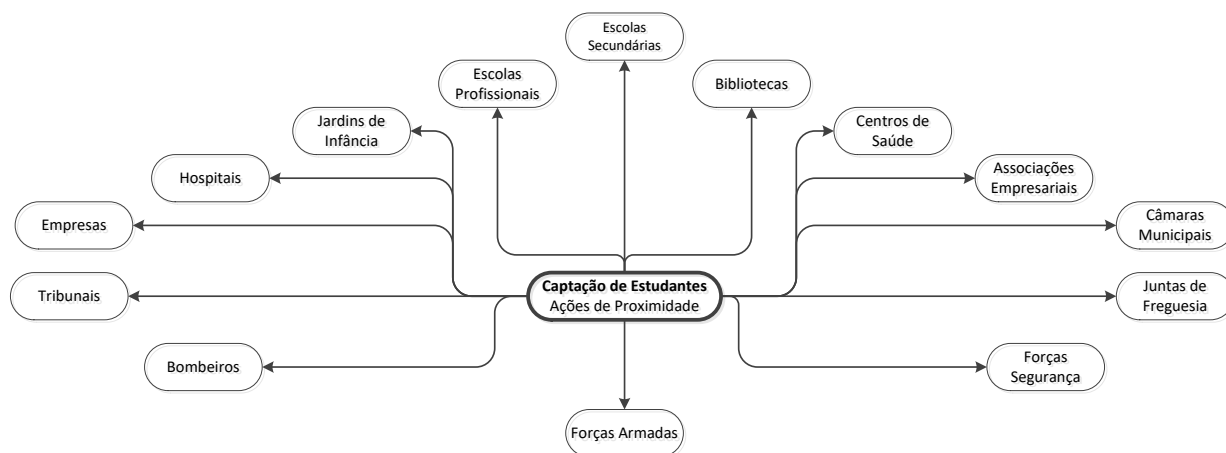 Escolas
Secundárias
Escolas
Profissionais
Bibliotecas
Jardins de
Infância
Centros de
Saúde
Hospitais
Associações
Empresariais
Empresas
Câmaras
Municipais
Captação de Estudantes
Ações de Proximidade
Tribunais
Juntas de
Freguesia
Bombeiros
Forças
Segurança
Forças Armadas